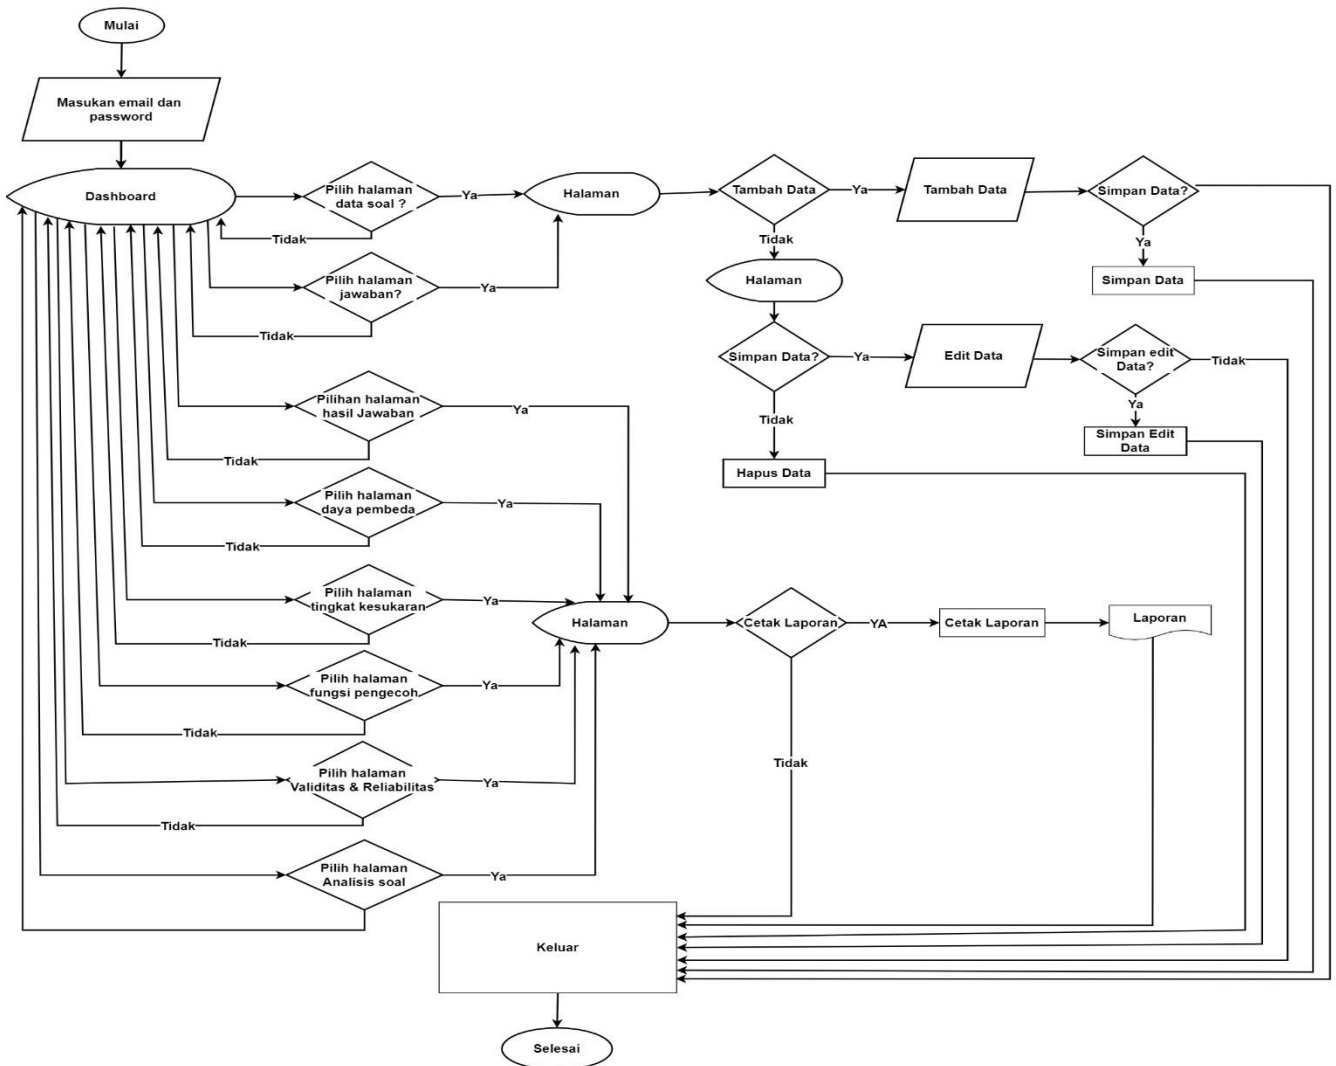 Mulai
Masukan email dan
password
Dashboard
Pilih halaman
data soal ?
Ya
Halaman
Tambah Data
Ya
Tambah Data
Simpan Data?
Tidak
Tidak
Ya
Pilih halaman
jawaban?
Ya
Halaman
Simpan Data
Tidak
Simpan Data?
Ya
Edit Data
Simpan edit
Data?
Tidak
Ya
Pilihan halaman
hasil Jawaban
Ya
Tidak
Simpan Edit
Data
Tidak
Hapus Data
Pilih halaman
daya pembeda
Ya
Tidak
Pilih halaman
tingkat kesukaran
Ya
Halaman
Cetak Laporan
YA
Cetak Laporan
Laporan
Tidak
Pilih halaman
fungsi pengecoh
Ya
Tidak
Tidak
Pilih halaman
Validitas & Reliabilitas
Ya
Tidak
Pilih halaman
Analisis soal
Ya
Keluar
Selesai